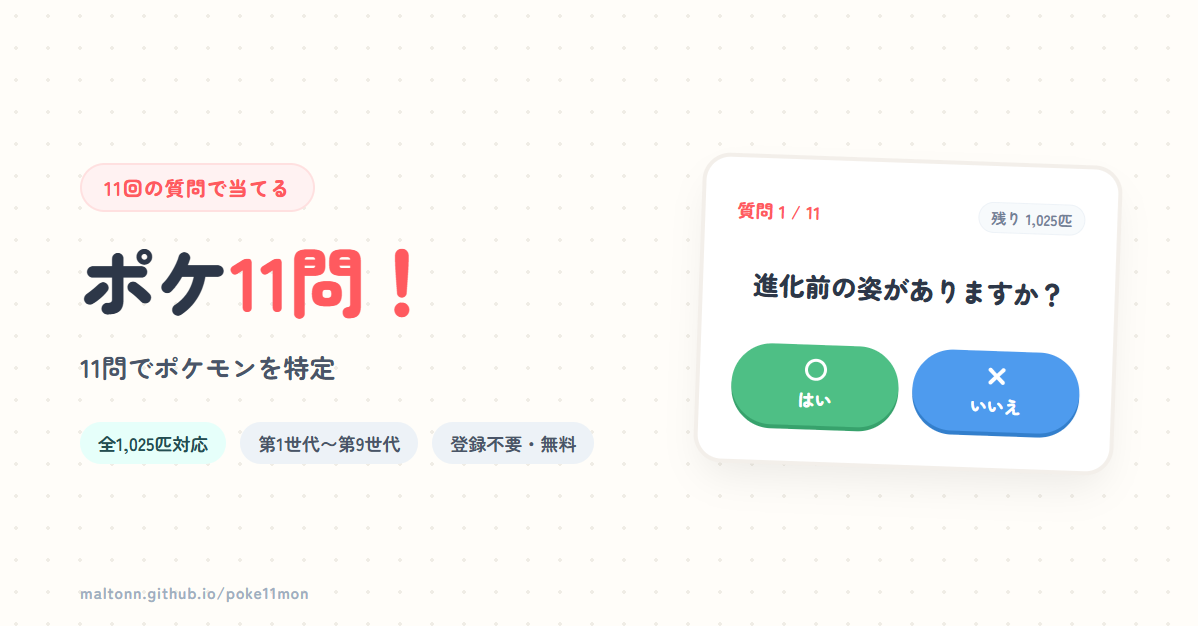 11回の質問で当てる
ポケ11問！
11問でポケモンを特定
全1,025匹対応
第1世代〜第9世代
登録不要・無料
maltonn.github.io/poke11mon
質問 1 / 11
残り 1,025匹
進化前の姿がありますか？
はい
いいえ